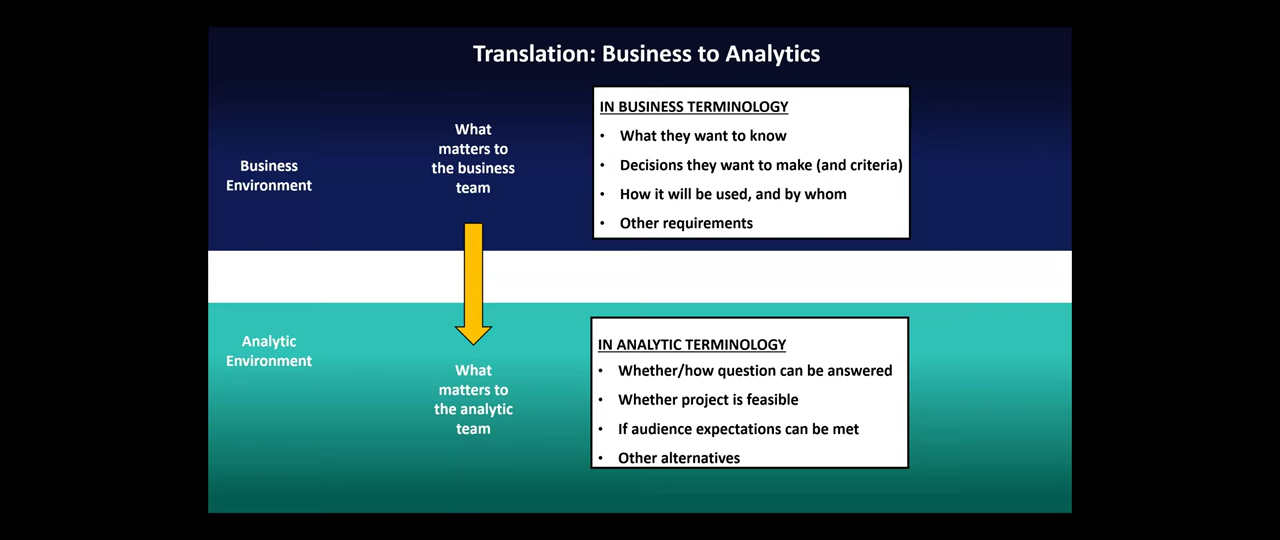 Translation: Business to Analytics
Business
Environment
What
matters to
the business
team
IN BUSINESS TERMINOLOGY
• What they want to know
• Decisions they want to make (and criteria)
• How it will be used, and by whom
• Other requirements
Analytic
Environment
What
matters to
the analytic
team
IN ANALYTIC TERMINOLOGY
• Whether/how question can be answered
• Whether project is feasible
• If audience expectations can be met
• Other alternatives